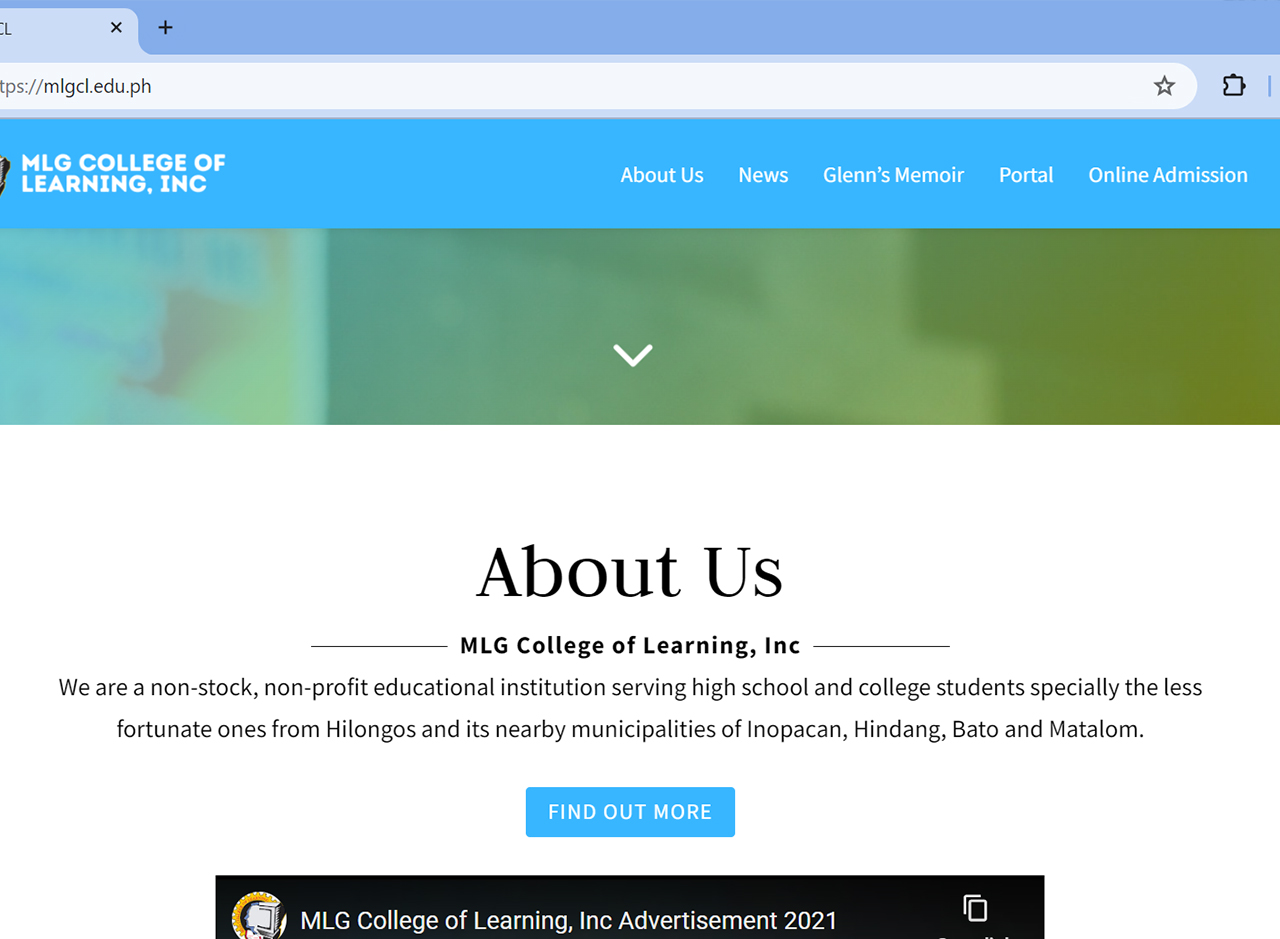 CL
tps://mlgcl.edu.ph
MLG COLLEGE OF
LEARNING, INC
About Us News Glenn’s Memoir Portal Online Admission
About Us
MLG College of Learning, Inc
We are a non-stock, non-profit educational institution serving high school and college students specially the less
fortunate ones from Hilongos and its nearby municipalities of Inopacan, Hindang, Bato and Matalom.
FIND OUT MORE
MLG College of Learning, Inc Advertisement 2021